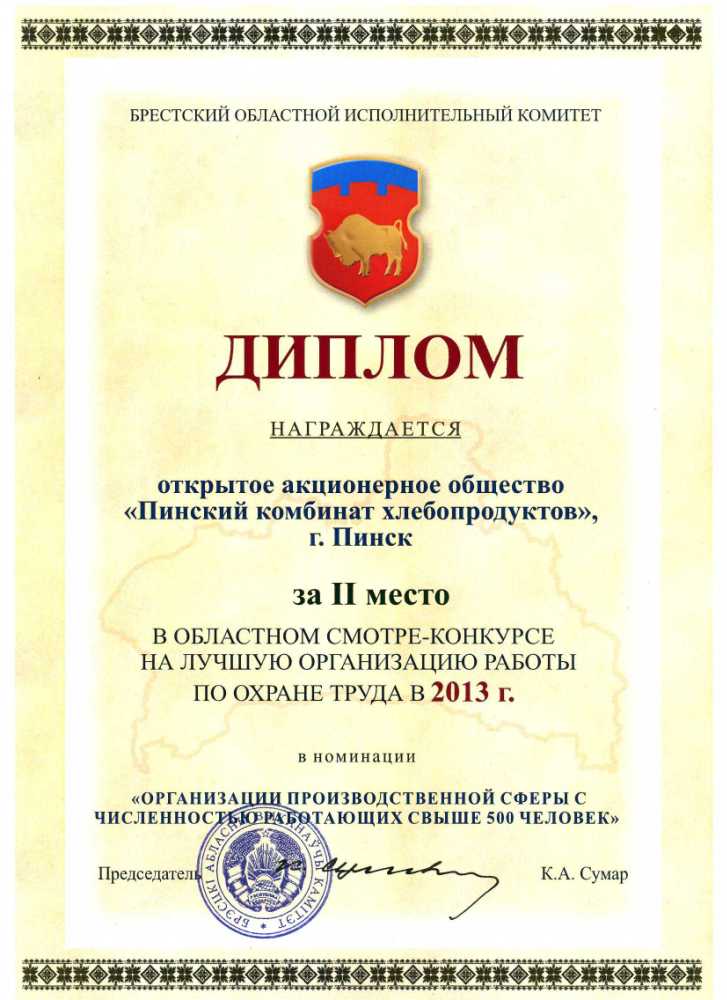 БРЕСТСКИЙ ОБЛАСТНОЙ ИСПОЛНИТЕЛЬНЫЙ КОМИТЕТ
ДИПЛОМ
НАГРАЖДАЕТСЯ
открытое акционерное общество
«Пинский комбинат хлебопродуктов»,
г. Пинск
за II место
В ОБЛАСТНОМ СМОТРЕ-КОНКУРСЕ
НА ЛУЧШУЮ ОРГАНИЗАЦИЮ РАБОТЫ
ПО ОХРАНЕ ТРУДА В 2013 г.
в номинации
«ОРГАНИЗАЦИИ ПРОИЗВОДСТВЕННОЙ СФЕРЫ С
ЧИСЛЕННОСТЬЮ РАБОТАЮЩИХ СВЫШЕ 500 ЧЕЛОВЕК»
Председатель
К.А. Сумар
БРЭСЦКІ АБЛАСНЫ ВЫКАНАЎЧЫ КАМІТЭТ